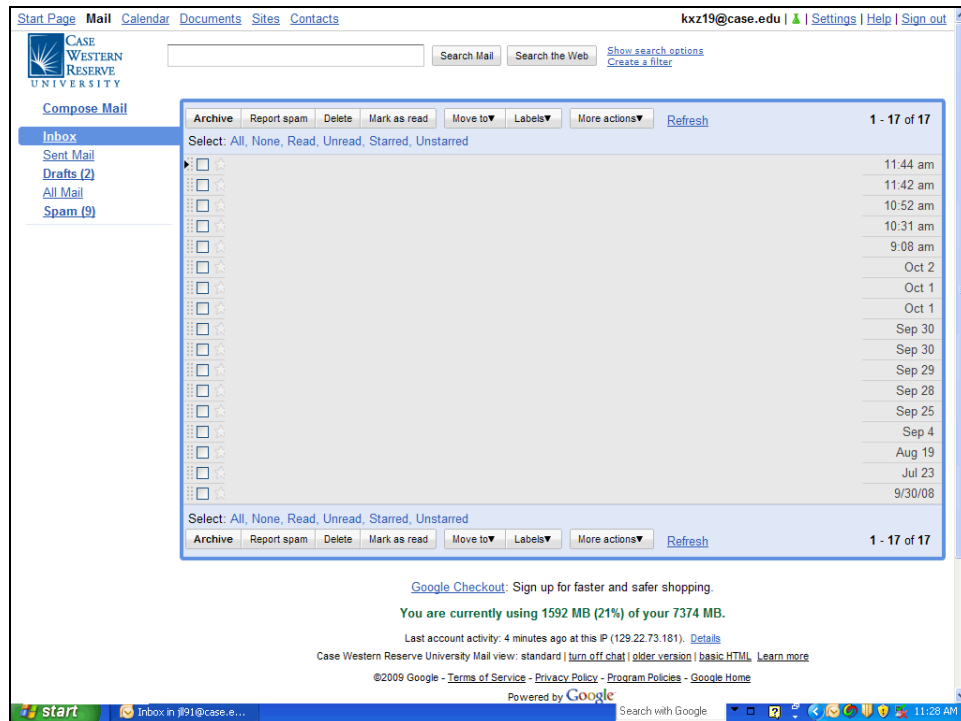 Start Page Mail Calendar Documents Sites Contacts kxz19@case.edu | Settings | Help | Sign out
CASE
WESTERN
RESERVE
UNIVERSITY
Search Mail Search the Web Show search options
Create a filter
Compose Mail
Inbox
Sent Mail
Drafts (2)
All Mail
Spam (9)
Archive Report spam Delete Mark as read Move to▼ Labels▼ More actions▼ Refresh 1 - 17 of 17
Select: All, None, Read, Unread, Starred, Unstarred
11:44 am
11:42 am
10:52 am
10:31 am
9:08 am
Oct 2
Oct 1
Oct 1
Sep 30
Sep 30
Sep 29
Sep 28
Sep 25
Sep 4
Aug 19
Jul 23
9/30/08
Select: All, None, Read, Unread, Starred, Unstarred
Archive Report spam Delete Mark as read Move to▼ Labels▼ More actions▼ Refresh 1 - 17 of 17
Google Checkout: Sign up for faster and safer shopping.
You are currently using 1592 MB (21%) of your 7374 MB.
Last account activity: 4 minutes ago at this IP (129.22.73.181). Details
Case Western Reserve University Mail view: standard | turn off chat | older version | basic HTML Learn more
©2009 Google - Terms of Service - Privacy Policy - Program Policies - Google Home
Powered by Google
start Inbox in jll91@case.e... Search with Google 11:28 AM